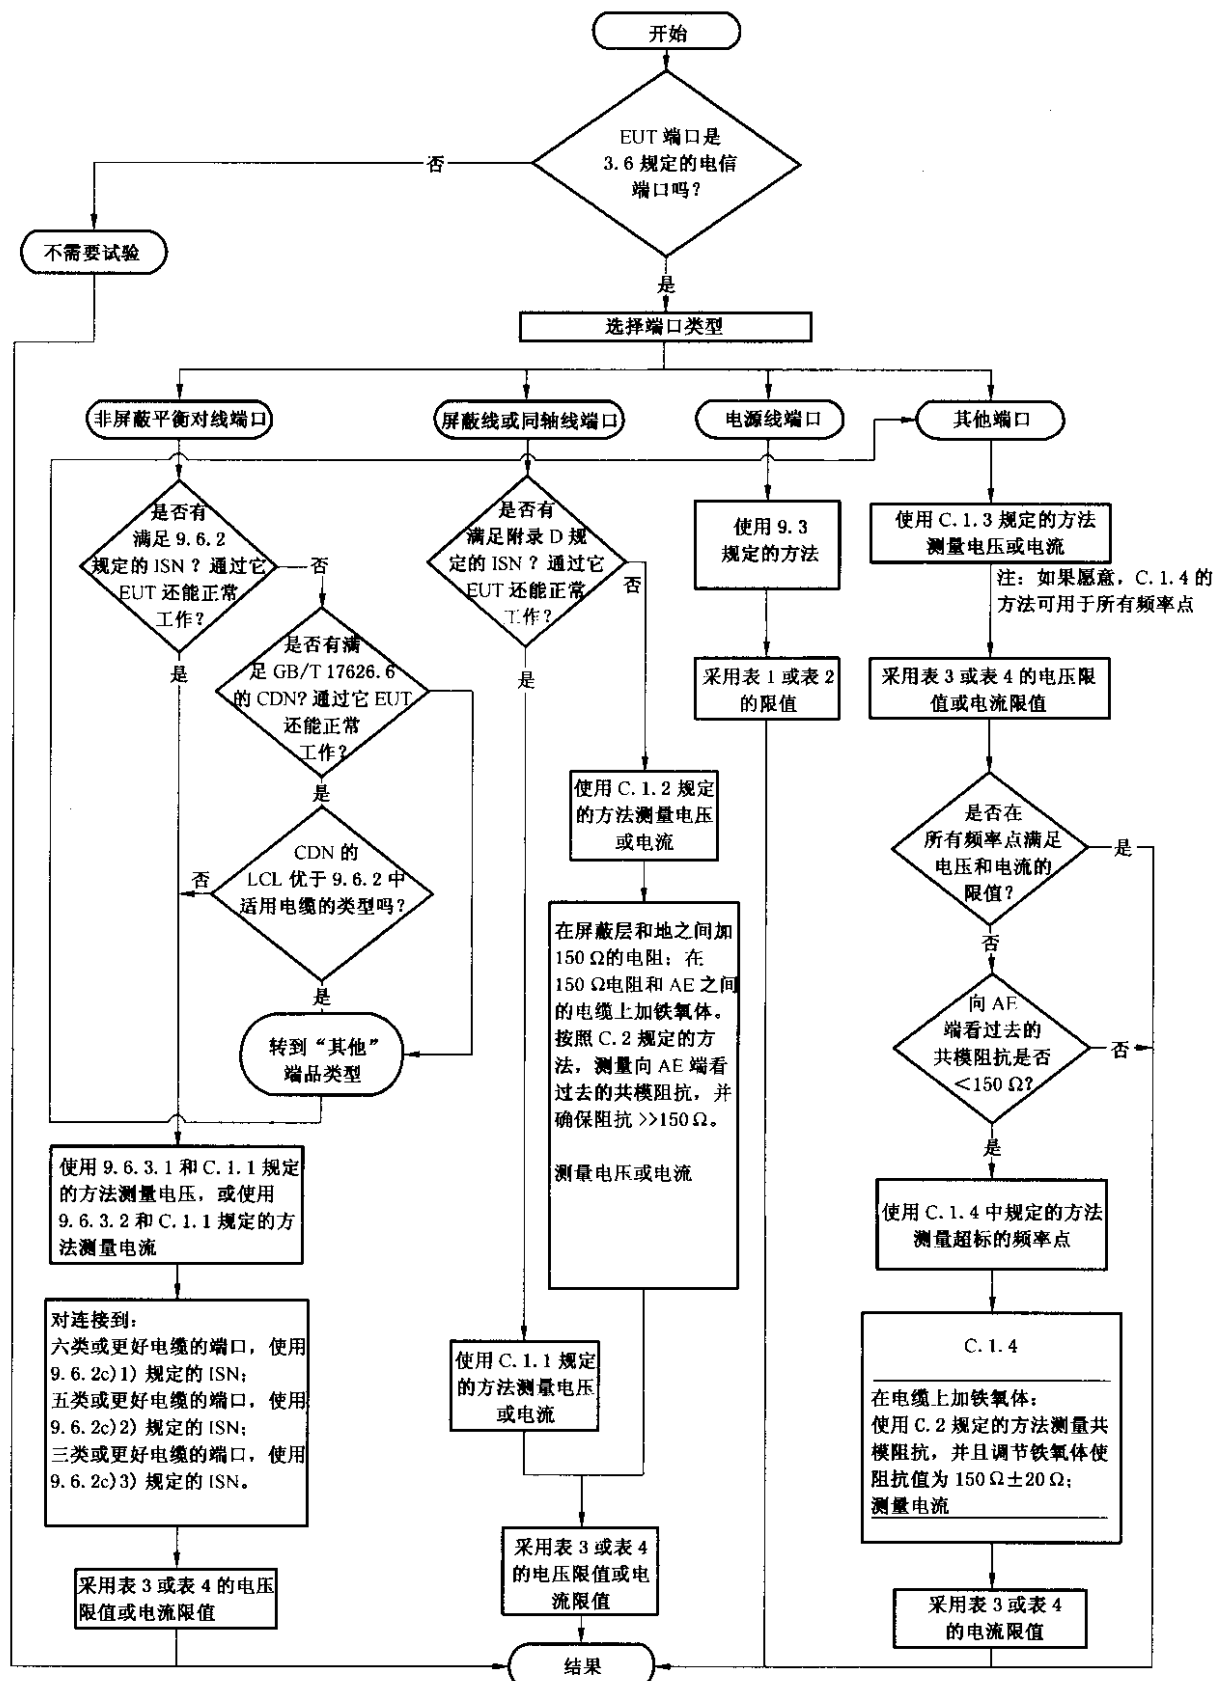 开始
EUT 端口是
3.6 规定的电信
端口吗？
否
不需要试验
是
选择端口类型
非屏蔽平衡对线端口
屏蔽线或同轴线端口
电源线端口
其他端口
是否有
满足 9.6.2
规定的 ISN？通过它
EUT 还能正常
工作？
否
是
是否有满
足 GB/T 17626.6
的 CDN？通过它 EUT
还能正常
工作？
是
CDN 的
LCL 优于 9.6.2 中
适用电缆的类型吗？
否
是
转到“其他”
端品类型
使用 9.6.3.1 和 C.1.1 规定
的方法测量电压，或使用
9.6.3.2 和 C.1.1 规定的方
法测量电流
对连接到：
六类或更好电缆的端口，使用
9.6.2c)1) 规定的 ISN；
五类或更好电缆的端口，使用
9.6.2c)2) 规定的 ISN；
三类或更好电缆的端口，使用
9.6.2c)3) 规定的 ISN。
采用表 3 或表 4 的电压
限值或电流限值
是否有
满足附录 D 规
定的 ISN？通过它
EUT 还能正常
工作？
否
是
使用 C.1.2 规定
的方法测量电压
或电流
在屏蔽层和地之间加
150 Ω的电阻；在
150 Ω电阻和 AE 之间
的电缆上加铁氧体。
按照 C.2 规定的方
法，测量向 AE 端看
过去的共模阻抗，并
确保阻抗 >>150 Ω。
测量电压或电流
使用 C.1.1 规定
的方法测量电压
或电流
采用表 3 或表 4
的电压限值或电
流限值
使用 9.3
规定的方法
采用表 1 或表 2
的限值
使用 C.1.3 规定的方法
测量电压或电流
注：如果愿意，C.1.4 的
方法可用于所有频率点
采用表 3 或表 4 的电压限
值或电流限值
是否在
所有频率点满足
电压和电流的
限值？
是
否
向 AE
端看过去的
共模阻抗是否
＜150 Ω？
否
是
使用 C.1.4 中规定的方法
测量超标的频率点
C.1.4
在电缆上加铁氧体：
使用 C.2 规定的方法测量共
模阻抗，并且调节铁氧体使
阻抗值为 150 Ω±20 Ω；
测量电流
采用表 3 或表 4
的电流限值
结果